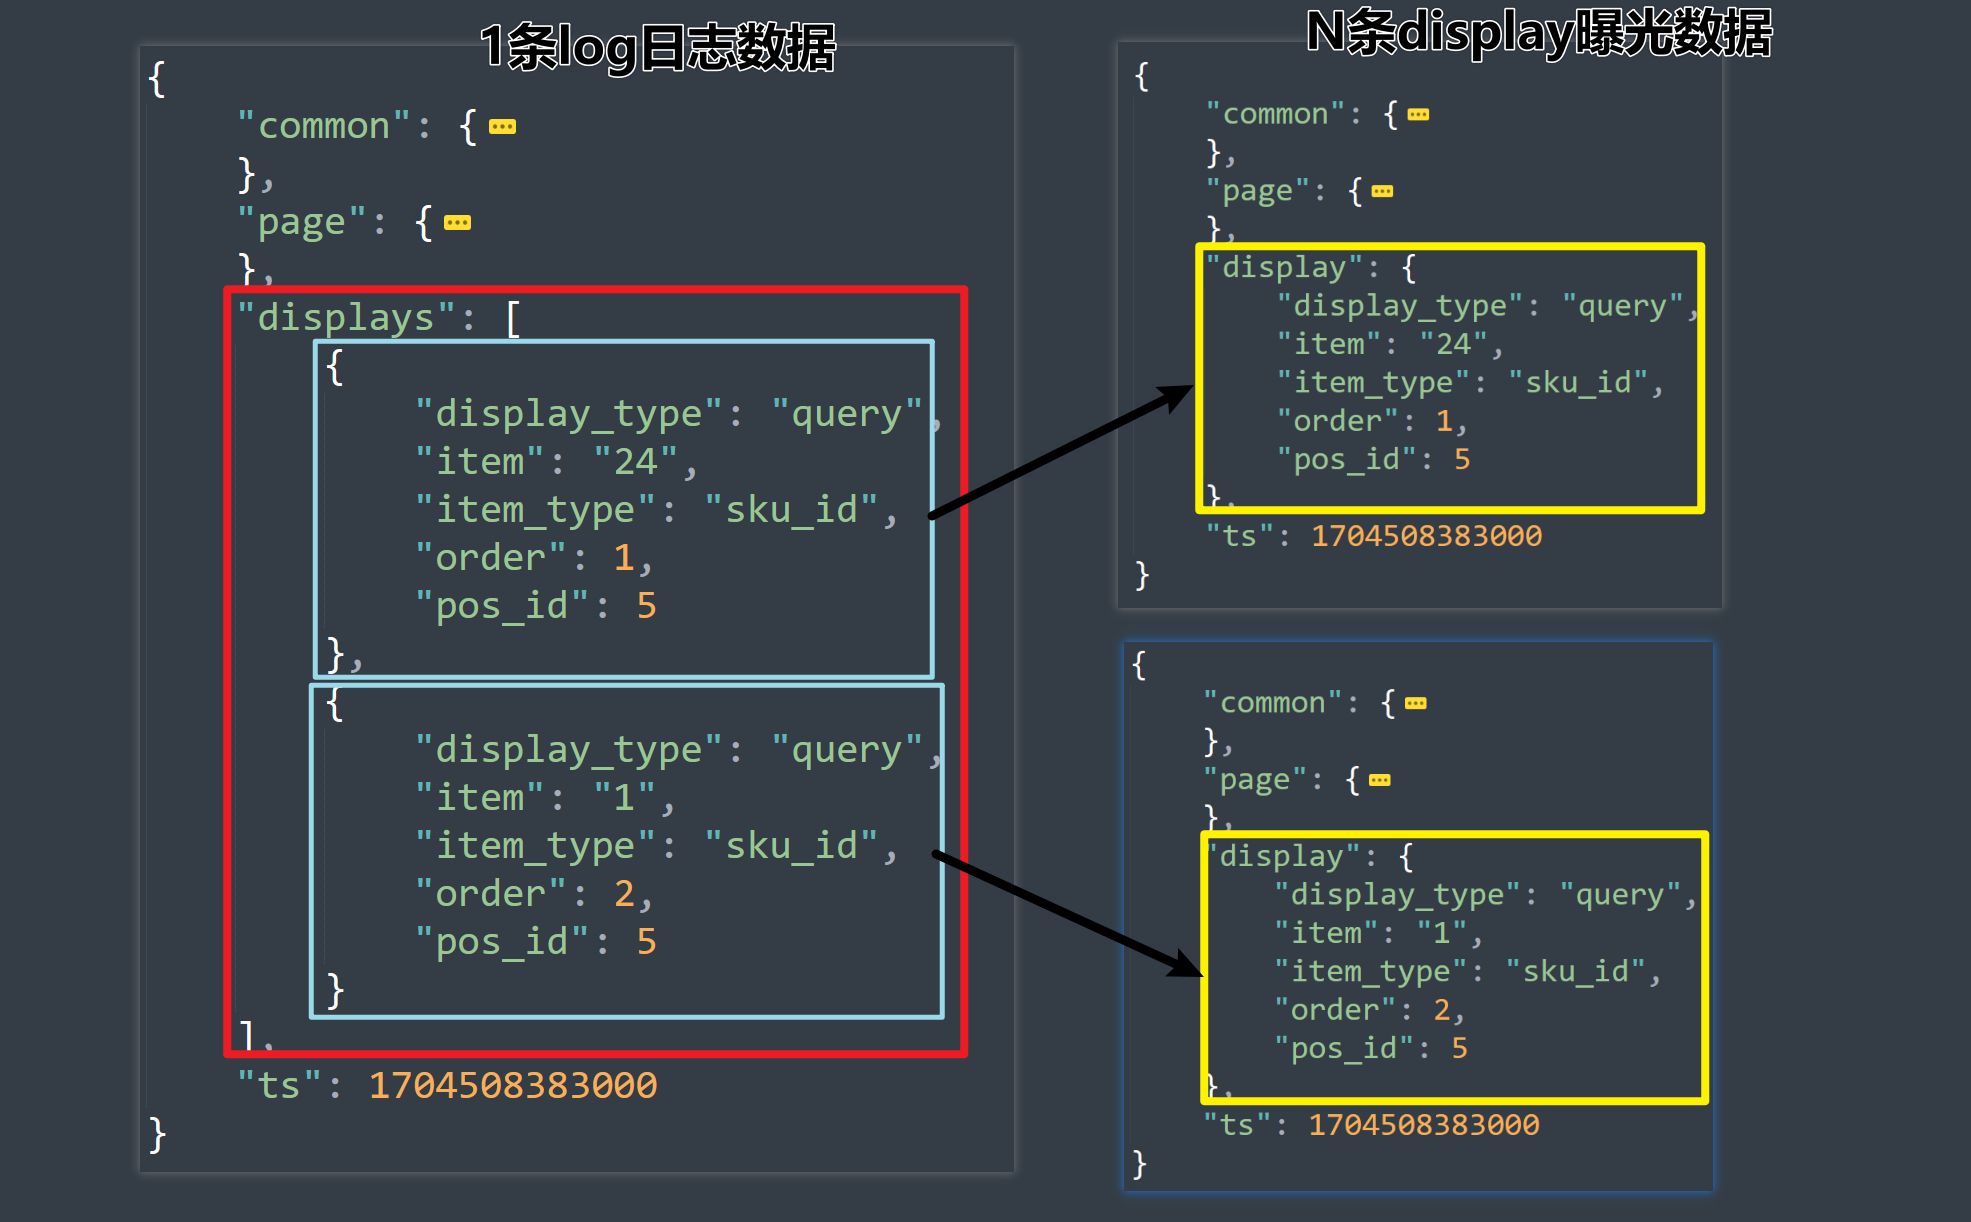 1条log日志数据
{
"common": {
},
"page": {
},
"displays": [
{
"display_type": "query",
"item": "24",
"item_type": "sku_id",
"order": 1,
"pos_id": 5
},
{
"display_type": "query",
"item": "1",
"item_type": "sku_id",
"order": 2,
"pos_id": 5
}
],
"ts": 1704508383000
}
N条display曝光数据
{
"common": {
},
"page": {
},
"display": {
"display_type": "query",
"item": "24",
"item_type": "sku_id",
"order": 1,
"pos_id": 5
},
"ts": 1704508383000
}
{
"common": {
},
"page": {
},
"display": {
"display_type": "query",
"item": "1",
"item_type": "sku_id",
"order": 2,
"pos_id": 5
},
"ts": 1704508383000
}